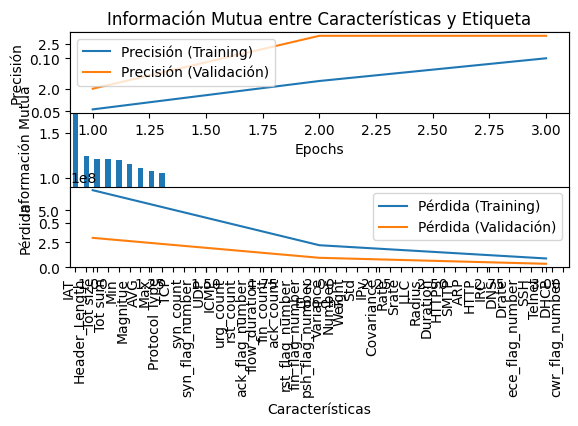 Información Mutua entre Características y Etiqueta
Precisión
Precisión (Training)
Precisión (Validación)
2.5
0.10
2.0
0.05
1.00
1.25
1.50
1.75
2.00
2.25
2.50
2.75
3.00
Epochs
Información Mutua
1.5
1.0
1e8
Pérdida
Pérdida (Training)
Pérdida (Validación)
5.0
0.5
2.5
0.0
IAT
Header_Length
Tot size
Tot sum
Min
Magnitue
AVG
Max
Protocol Type
TCP
syn_count
syn_flag_number
UDP
ICMP
urg_count
rst_count
ack_flag_number
flow_duration
fin_count
ack_count
rst_flag_number
fin_flag_number
psh_flag_number
Variance
Number
Weight
Std
IPv
Covariance
Rate
Srate
LLC
Radius
Duration
HTTPS
SMTP
ARP
HTTP
IRC
DNS
Drate
ece_flag_number
SSH
Telnet
DHCP
cwr_flag_number
Características